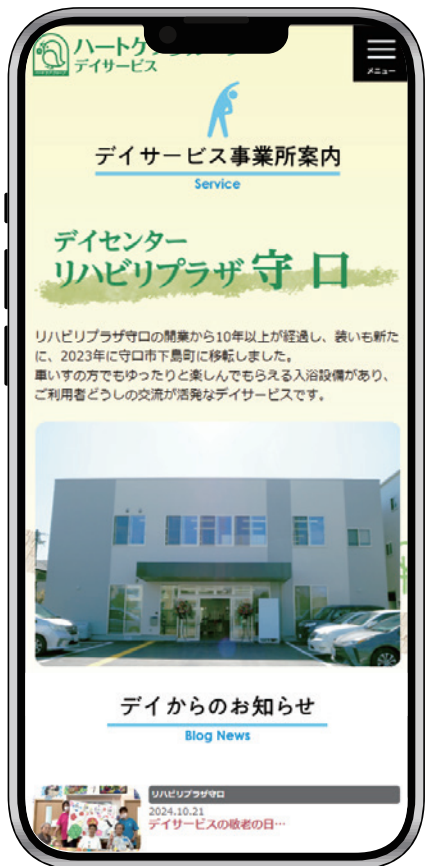 デイサービス
メニュー
デイサービス事業所案内
Service
デイセンター
リハビリプラザ 守口
リハビリプラザ守口の開業から10年以上が経過し、装いも新た
に、2023年に守口市下島町に移転しました。
車いすの方でもゆったりと楽しんでもらえる入浴設備があり、
ご利用者どうしの交流が活発なデイサービスです。
デイからのお知らせ
Blog News
リハビリプラザ守口
2024.10.21
デイサービスの敬老の日…